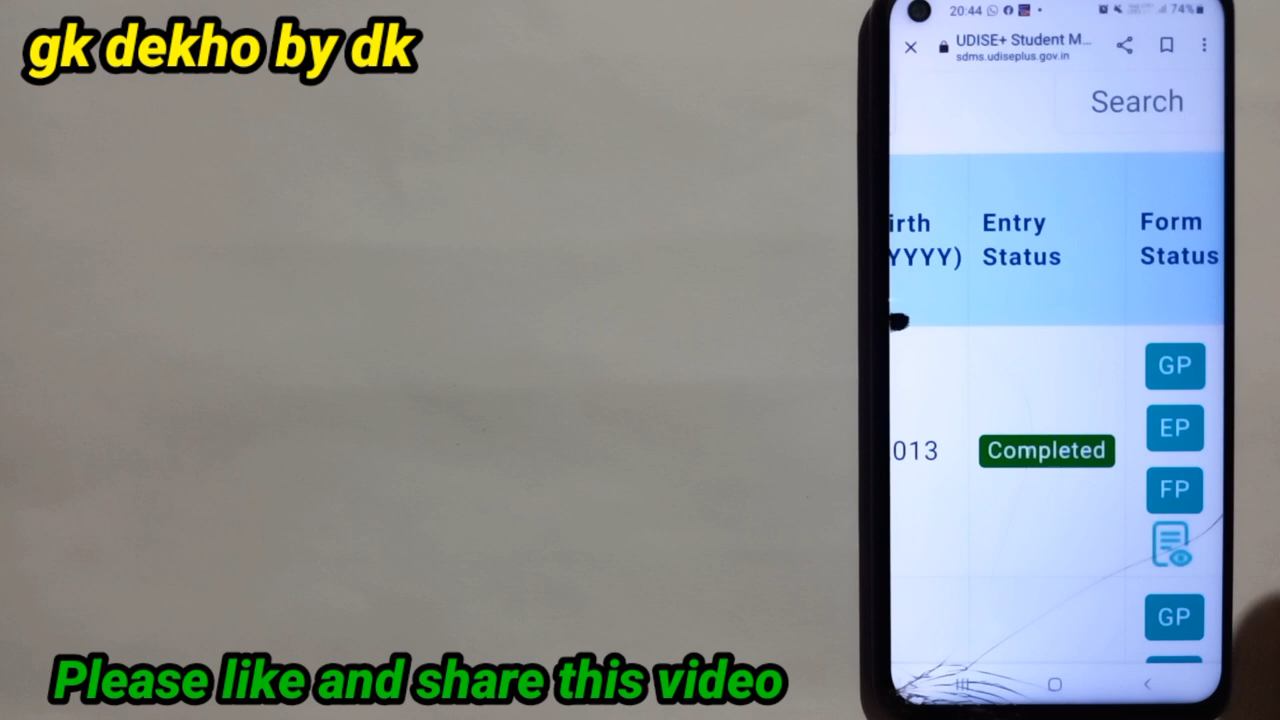 gk dekho by dk
20:44
74%
UDISE+ Student M...
sdms.udiseplus.gov.in
Search
irth
YYYY)
Entry
Status
Form
Status
013
Completed
GP
EP
FP
GP
Please like and share this video